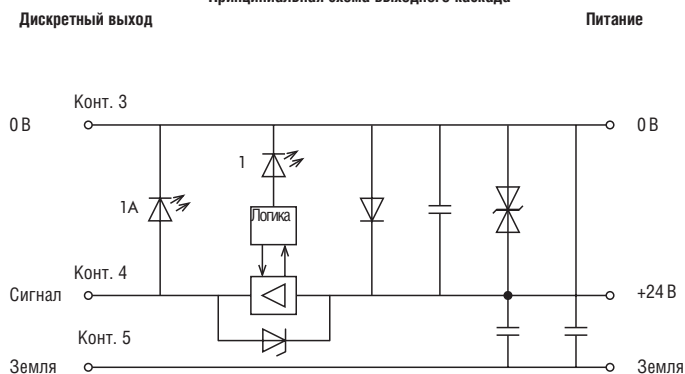 Принципиальная схема выходного каскада
Дискретный выход
Питание
Конт. 3
0 В
0 В
1
1А
Логика
Конт. 4
Сигнал
+24 В
Конт. 5
Земля
Земля